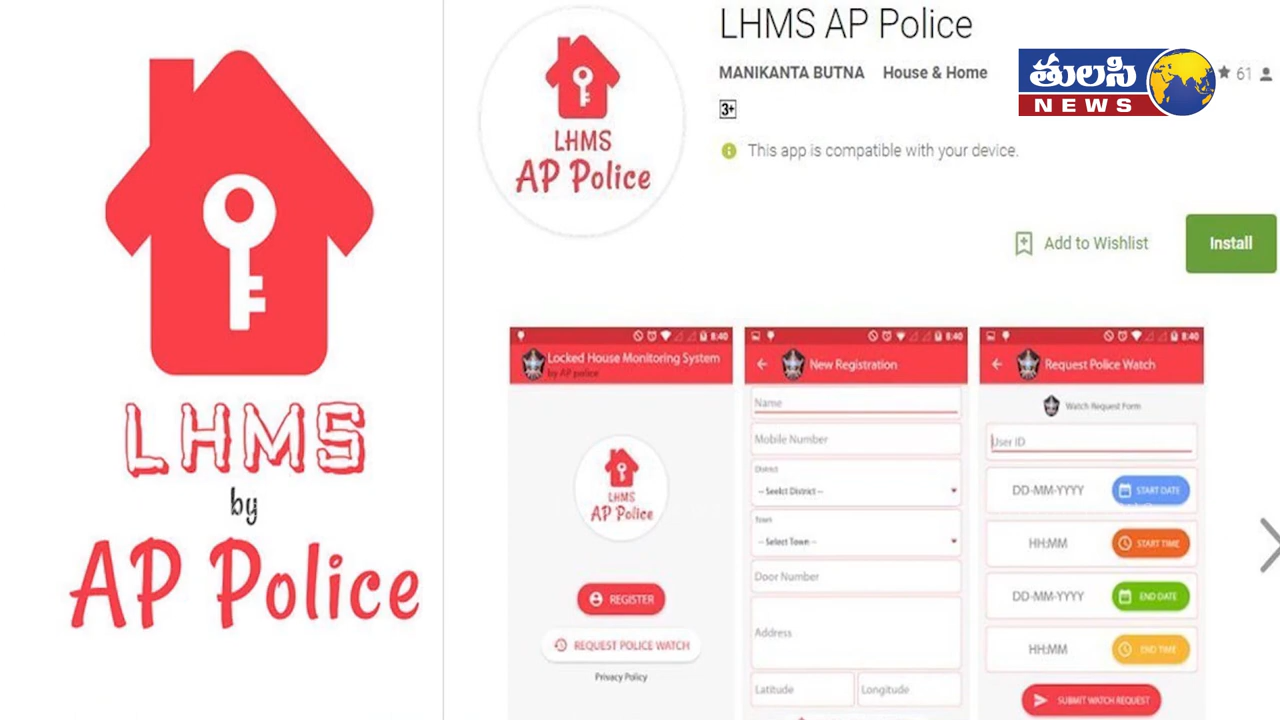 LHMS
by
AP Police
LHMS AP Police
MANIKANTA BUTNA House & Home
61
3+
This app is compatible with your device.
Add to Wishlist
Install
LHMS
AP Police
తులసి
NEWS
8:40
Locked House Monitoring System
by AP police
LHMS
AP Police
REGISTER
REQUEST POLICE WATCH
Privacy Policy
8:40
New Registration
Name
Mobile Number
District
-- Seelct District --
Town
-- Select Town --
Door Number
Address
Latitude Longitude
8:40
Request Police Watch
Watch Request Form
User ID
DD-MM-YYYY START DATE
HH:MM START TIME
DD-MM-YYYY END DATE
HH:MM END TIME
SUBMIT WATCH REQUEST